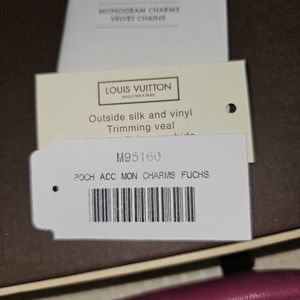 MONOGRAM CHARMS
VELVET CHAINS
LOUIS VUITTON
MALLETIER À PARIS
Outside silk and vinyl
Trimming veal
M95160
POCH ACC MON CHARMS FUCHS